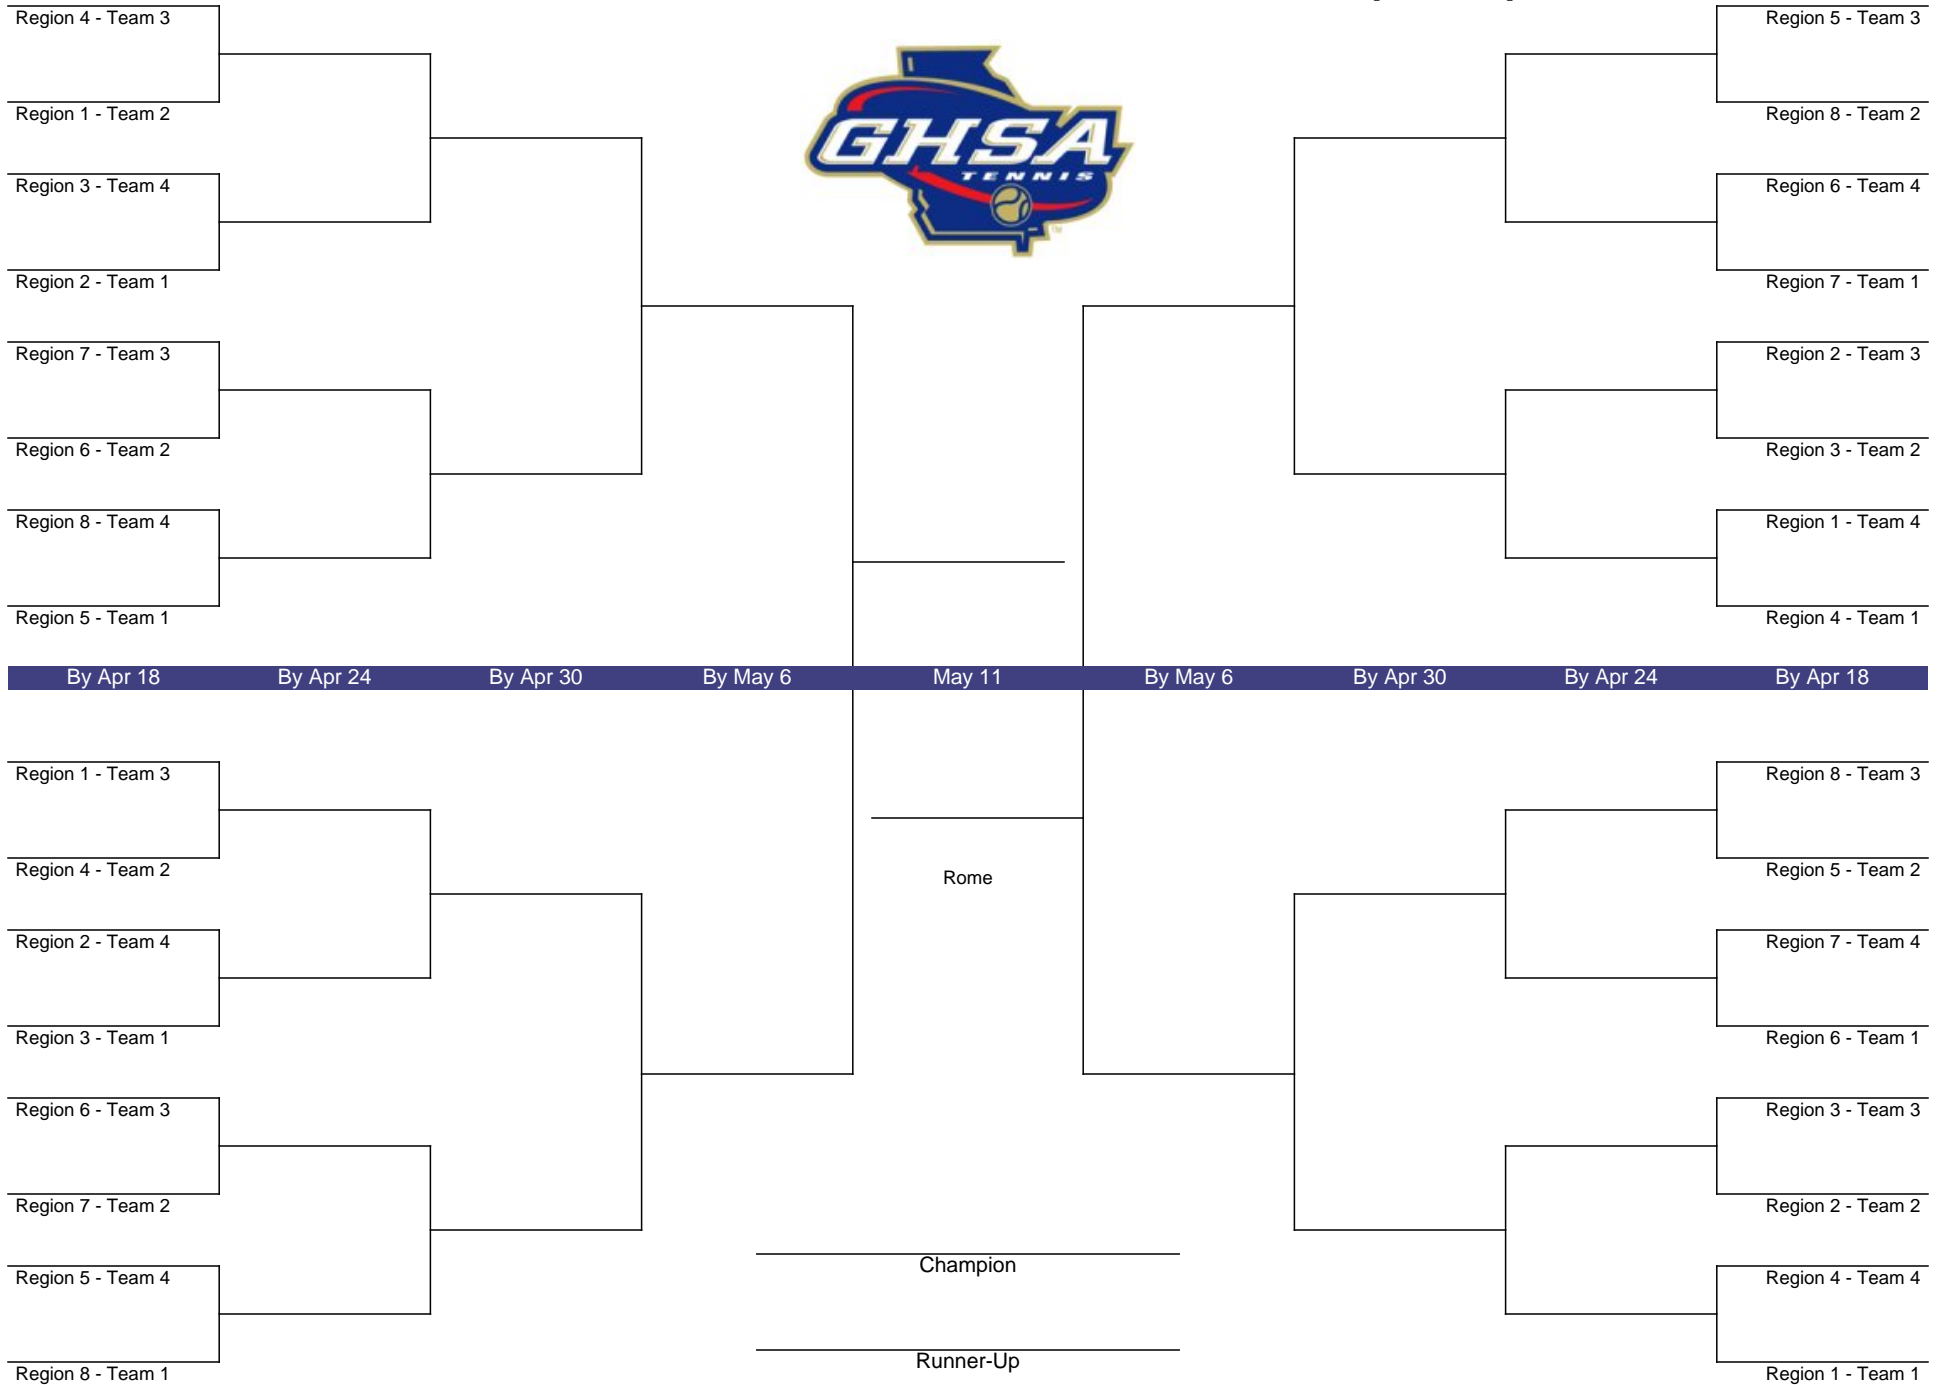 Region 4 - Team 3
Region 1 - Team 2
Region 3 - Team 4
Region 2 - Team 1
Region 7 - Team 3
Region 6 - Team 2
Region 8 - Team 4
Region 5 - Team 1
GHSA
TENNIS
TM
Region 5 - Team 3
Region 8 - Team 2
Region 6 - Team 4
Region 7 - Team 1
Region 2 - Team 3
Region 3 - Team 2
Region 1 - Team 4
Region 4 - Team 1
By Apr 18 By Apr 24 By Apr 30 By May 6 May 11 By May 6 By Apr 30 By Apr 24 By Apr 18
Region 1 - Team 3
Region 4 - Team 2
Region 2 - Team 4
Region 3 - Team 1
Region 6 - Team 3
Region 7 - Team 2
Region 5 - Team 4
Region 8 - Team 1
Rome
Champion
Runner-Up
Region 8 - Team 3
Region 5 - Team 2
Region 7 - Team 4
Region 6 - Team 1
Region 3 - Team 3
Region 2 - Team 2
Region 4 - Team 4
Region 1 - Team 1